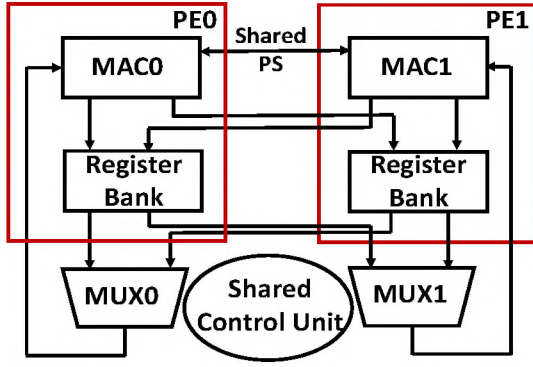 PE0
PE1
Shared
PS
MAC0
MAC1
Register
Bank
Register
Bank
MUX0
Shared
Control Unit
MUX1